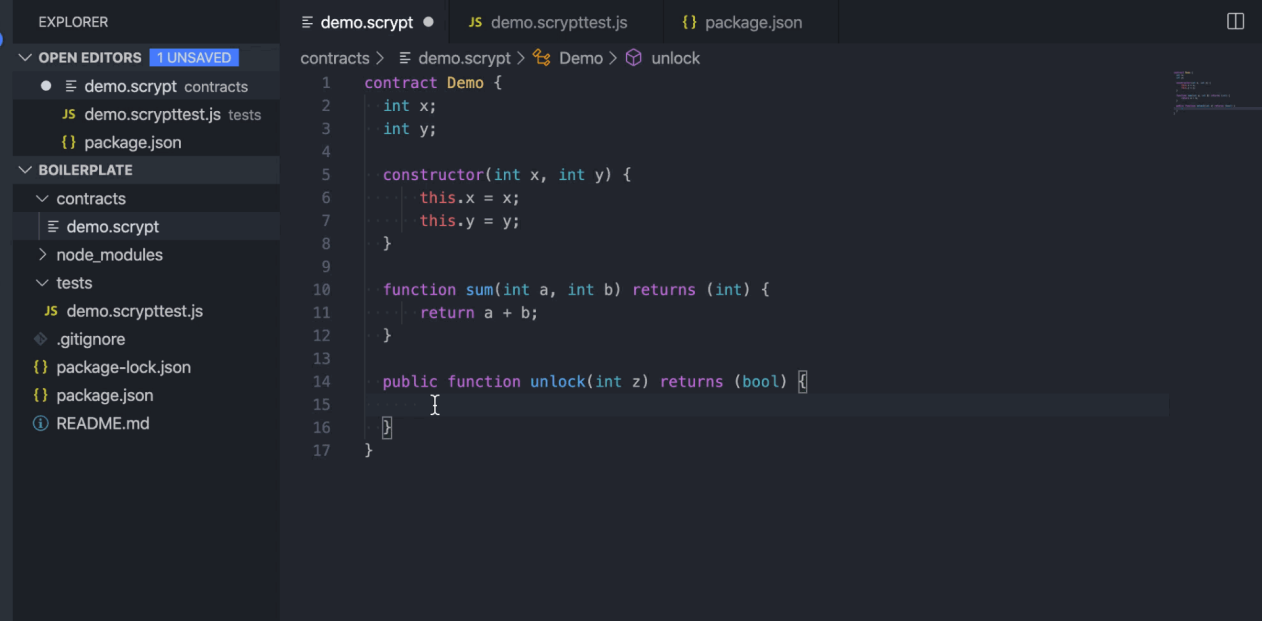 EXPLORER
OPEN EDITORS 1 UNSAVED
demo.scrypt contracts
JS demo.scrypttest.js tests
{} package.json
BOILERPLATE
contracts
demo.scrypt
node_modules
tests
JS demo.scrypttest.js
.gitignore
{} package-lock.json
{} package.json
README.md
demo.scrypt
JS demo.scrypttest.js
{} package.json
contracts > demo.scrypt > Demo > unlock
1 contract Demo {
2 int x;
3 int y;
4
5 constructor(int x, int y) {
6 this.x = x;
7 this.y = y;
8 }
9
10 function sum(int a, int b) returns (int) {
11 return a + b;
12 }
13
14 public function unlock(int z) returns (bool) {
15
16 }
17 }